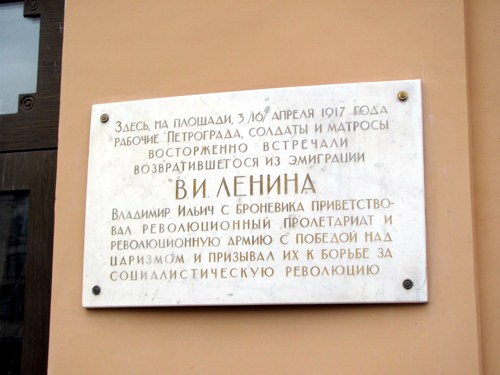 Здесь, на площади, 3/16/ апреля 1917 года
рабочие Петрограда, солдаты и матросы
восторженно встречали
возвратившегося из эмиграции
В.И. ЛЕНИНА
Владимир Ильич с броневика приветство-
вал революционный пролетариат и
революционную армию с победой над
царизмом и призывал их к борьбе за
социалистическую революцию.